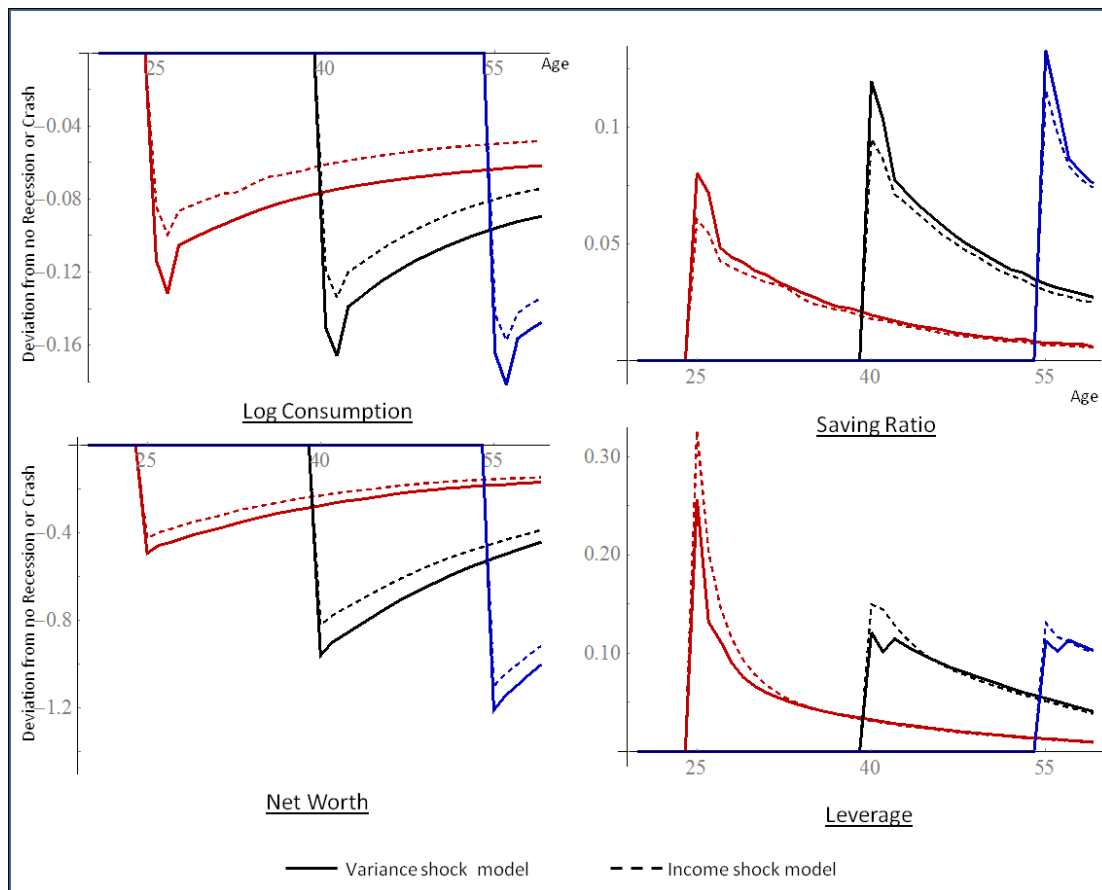 Deviation from no Recession or Crash
25
40
55
Age
−0.04
−0.08
−0.12
−0.16
Log Consumption
0.1
0.05
25
40
55
Age
Saving Ratio
Deviation from no Recession or Crash
25
40
55
−0.4
−0.8
−1.2
Net Worth
0.30
0.20
0.10
25
40
55
Leverage
Variance shock model
Income shock model